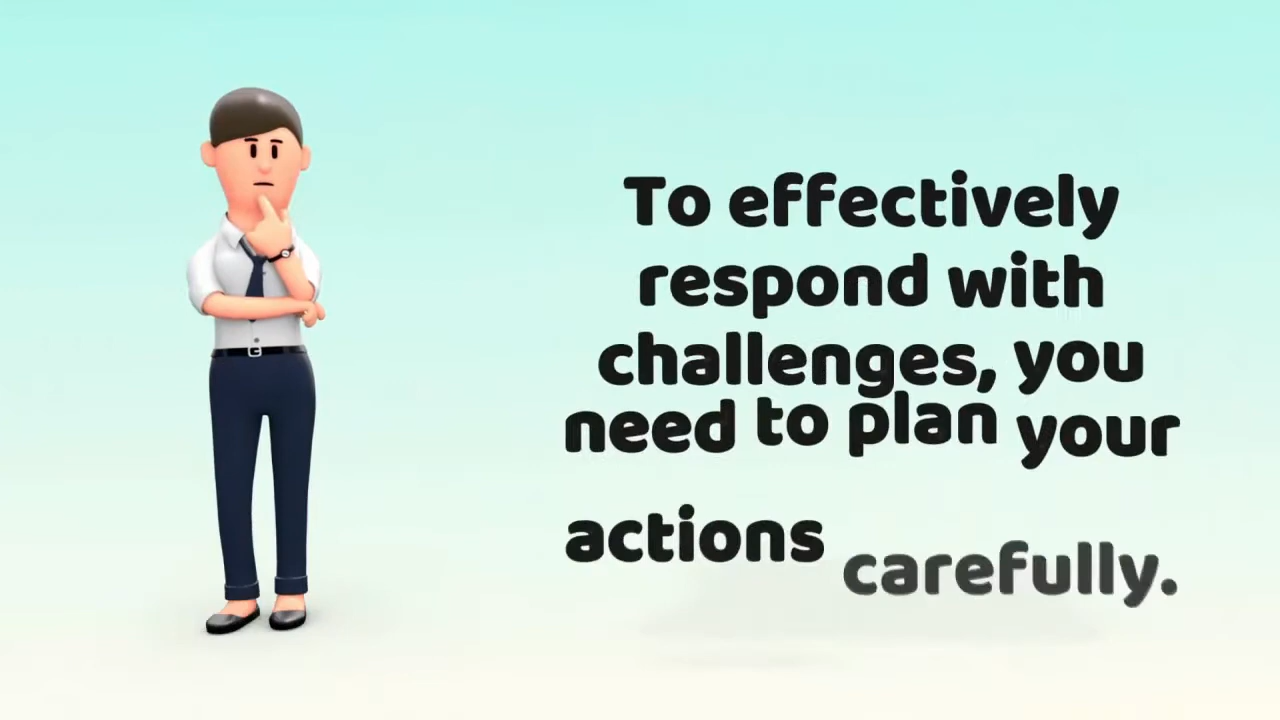 To effectively
respond with
challenges, you
need to plan your
actions carefully.